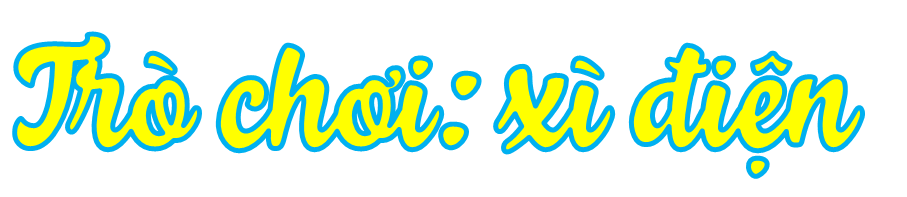 Trò chơi: xì điện